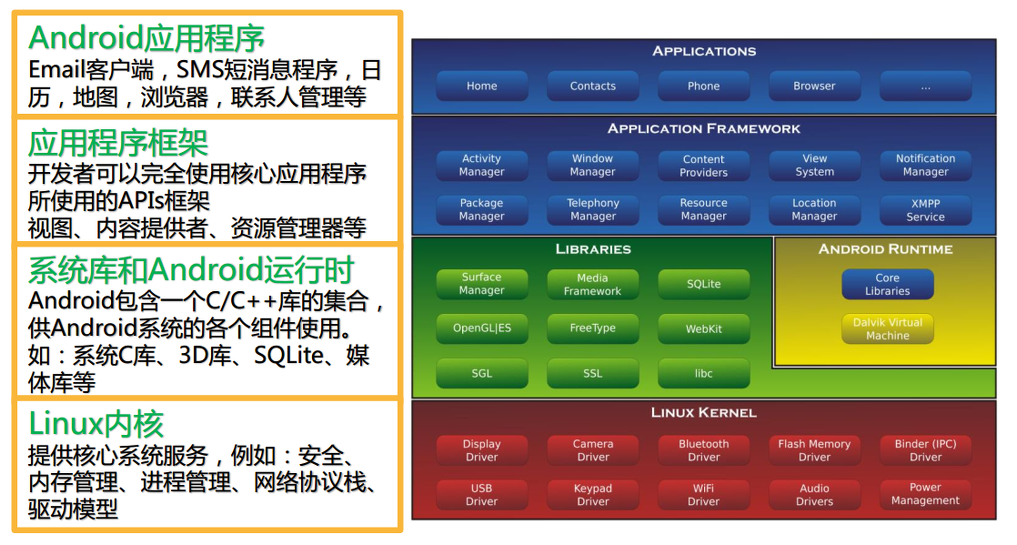 Android应用程序
Email客户端，SMS短消息程序，日
历，地图，浏览器，联系人管理等
应用程序框架
开发者可以完全使用核心应用程序
所使用的APIs框架
视图、内容提供者、资源管理器等
系统库和Android运行时
Android包含一个C/C++库的集合，
供Android系统的各个组件使用。
如：系统C库、3D库、SQLite、媒
体库等
Linux内核
提供核心系统服务，例如：安全、
内存管理、进程管理、网络协议栈、
驱动模型
APPLICATIONS
Home
Contacts
Phone
Browser
...
APPLICATION FRAMEWORK
Activity
Manager
Window
Manager
Content
Providers
View
System
Notification
Manager
Package
Manager
Telephony
Manager
Resource
Manager
Location
Manager
XMPP
Service
LIBRARIES
Surface
Manager
Media
Framework
SQLite
OpenGL|ES
FreeType
WebKit
SGL
SSL
libc
ANDROID RUNTIME
Core
Libraries
Dalvik Virtual
Machine
LINUX KERNEL
Display
Driver
Camera
Driver
Bluetooth
Driver
Flash Memory
Driver
Binder (IPC)
Driver
USB
Driver
Keypad
Driver
WiFi
Driver
Audio
Drivers
Power
Management